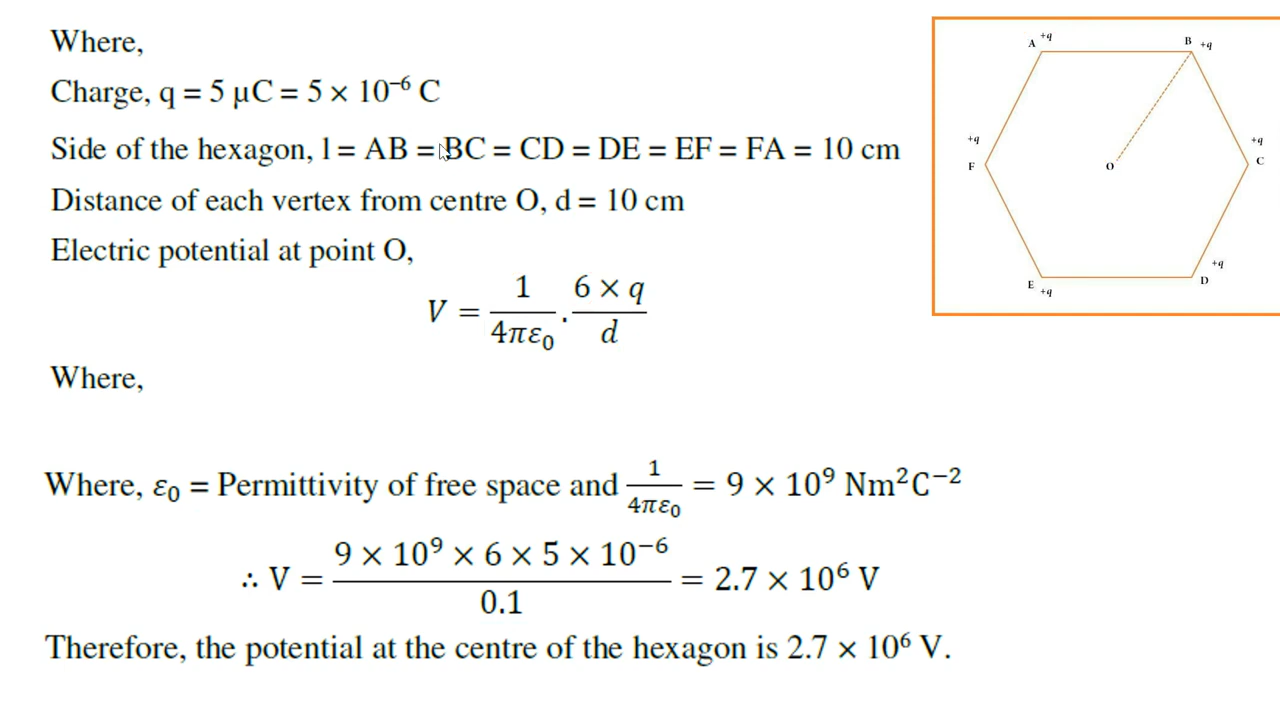 Where,
Charge, q = 5 μC = 5 × 10⁻⁶ C
Side of the hexagon, l = AB = BC = CD = DE = EF = FA = 10 cm
Distance of each vertex from centre O, d = 10 cm
Electric potential at point O,
V = 1/4πε₀ . 6 × q/d
Where,
Where, ε₀ = Permittivity of free space and 1/4πε₀ = 9 × 10⁹ Nm²C⁻²
∴ V = 9 × 10⁹ × 6 × 5 × 10⁻⁶/0.1 = 2.7 × 10⁶ V
Therefore, the potential at the centre of the hexagon is 2.7 × 10⁶ V.
A +q
B +q
+q
F
O
+q
C
+q
D
E +q